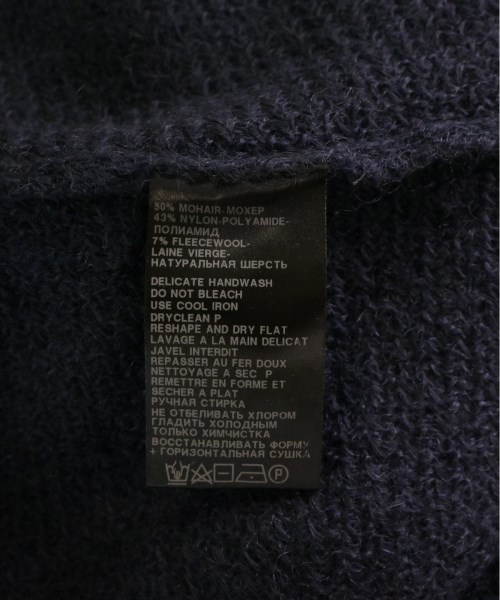 50% MOHAIR-МОХЕР
43% NYLON-POLYAMIDE-
ПОЛИАМИД
7% FLEECEWOOL-
LAINE VIERGE-
НАТУРАЛЬНАЯ ШЕРСТЬ
DELICATE HANDWASH
DO NOT BLEACH
USE COOL IRON
DRYCLEAN P
RESHAPE AND DRY FLAT
LAVAGE A LA MAIN DELICAT
JAVEL INTERDIT
REPASSER AU FER DOUX
NETTOYAGE A SEC P
REMETTRE EN FORME ET
SECHER A PLAT
РУЧНАЯ СТИРКА
НЕ ОТБЕЛИВАТЬ ХЛОРОМ
ГЛАДИТЬ ХОЛОДНЫМ
ТОЛЬКО ХИМЧИСТКА
ВОССТАНАВЛИВАТЬ ФОРМУ
+ ГОРИЗОНТАЛЬНАЯ СУШКА
P